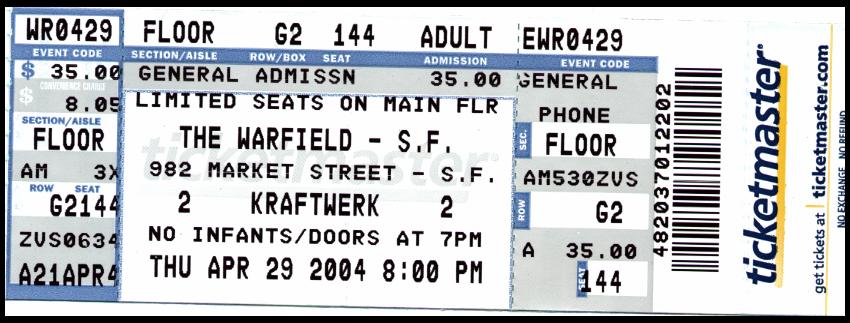 WR0429 FLOOR G2 144 ADULT EWR0429
EVENT CODE SECTION/AISLE ROW/BOX SEAT ADMISSION EVENT CODE
$ 35.00 GENERAL ADMISSN 35.00 GENERAL
CONVENIENCE CHARGE
$ 8.05 LIMITED SEATS ON MAIN FLR PHONE
SECTION/AISLE
FLOOR THE WARFIELD - S.F. SEC. FLOOR
AM 3X 982 MARKET STREET - S.F. AM530ZVS
ROW SEAT
G2144 2 KRAFTWERK 2 ROW G2
ZVS0634 NO INFANTS/DOORS AT 7PM A 35.00
A21APR4 THU APR 29 2004 8:00 PM SEAT 144
ticketmaster
482037012202
ticketmaster
get tickets at ticketmaster.com
NO EXCHANGE NO REFUND